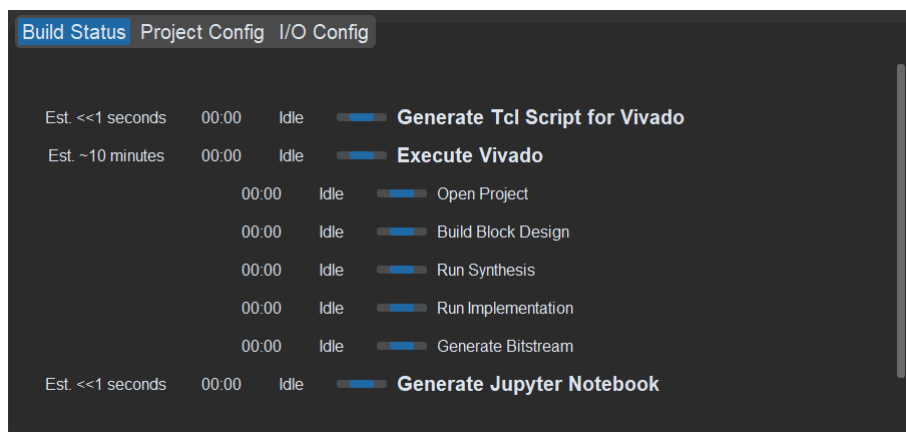 Build Status Project Config I/O Config
Est. <<1 seconds 00:00 Idle Generate Tcl Script for Vivado
Est. ~10 minutes 00:00 Idle Execute Vivado
00:00 Idle Open Project
00:00 Idle Build Block Design
00:00 Idle Run Synthesis
00:00 Idle Run Implementation
00:00 Idle Generate Bitstream
Est. <<1 seconds 00:00 Idle Generate Jupyter Notebook